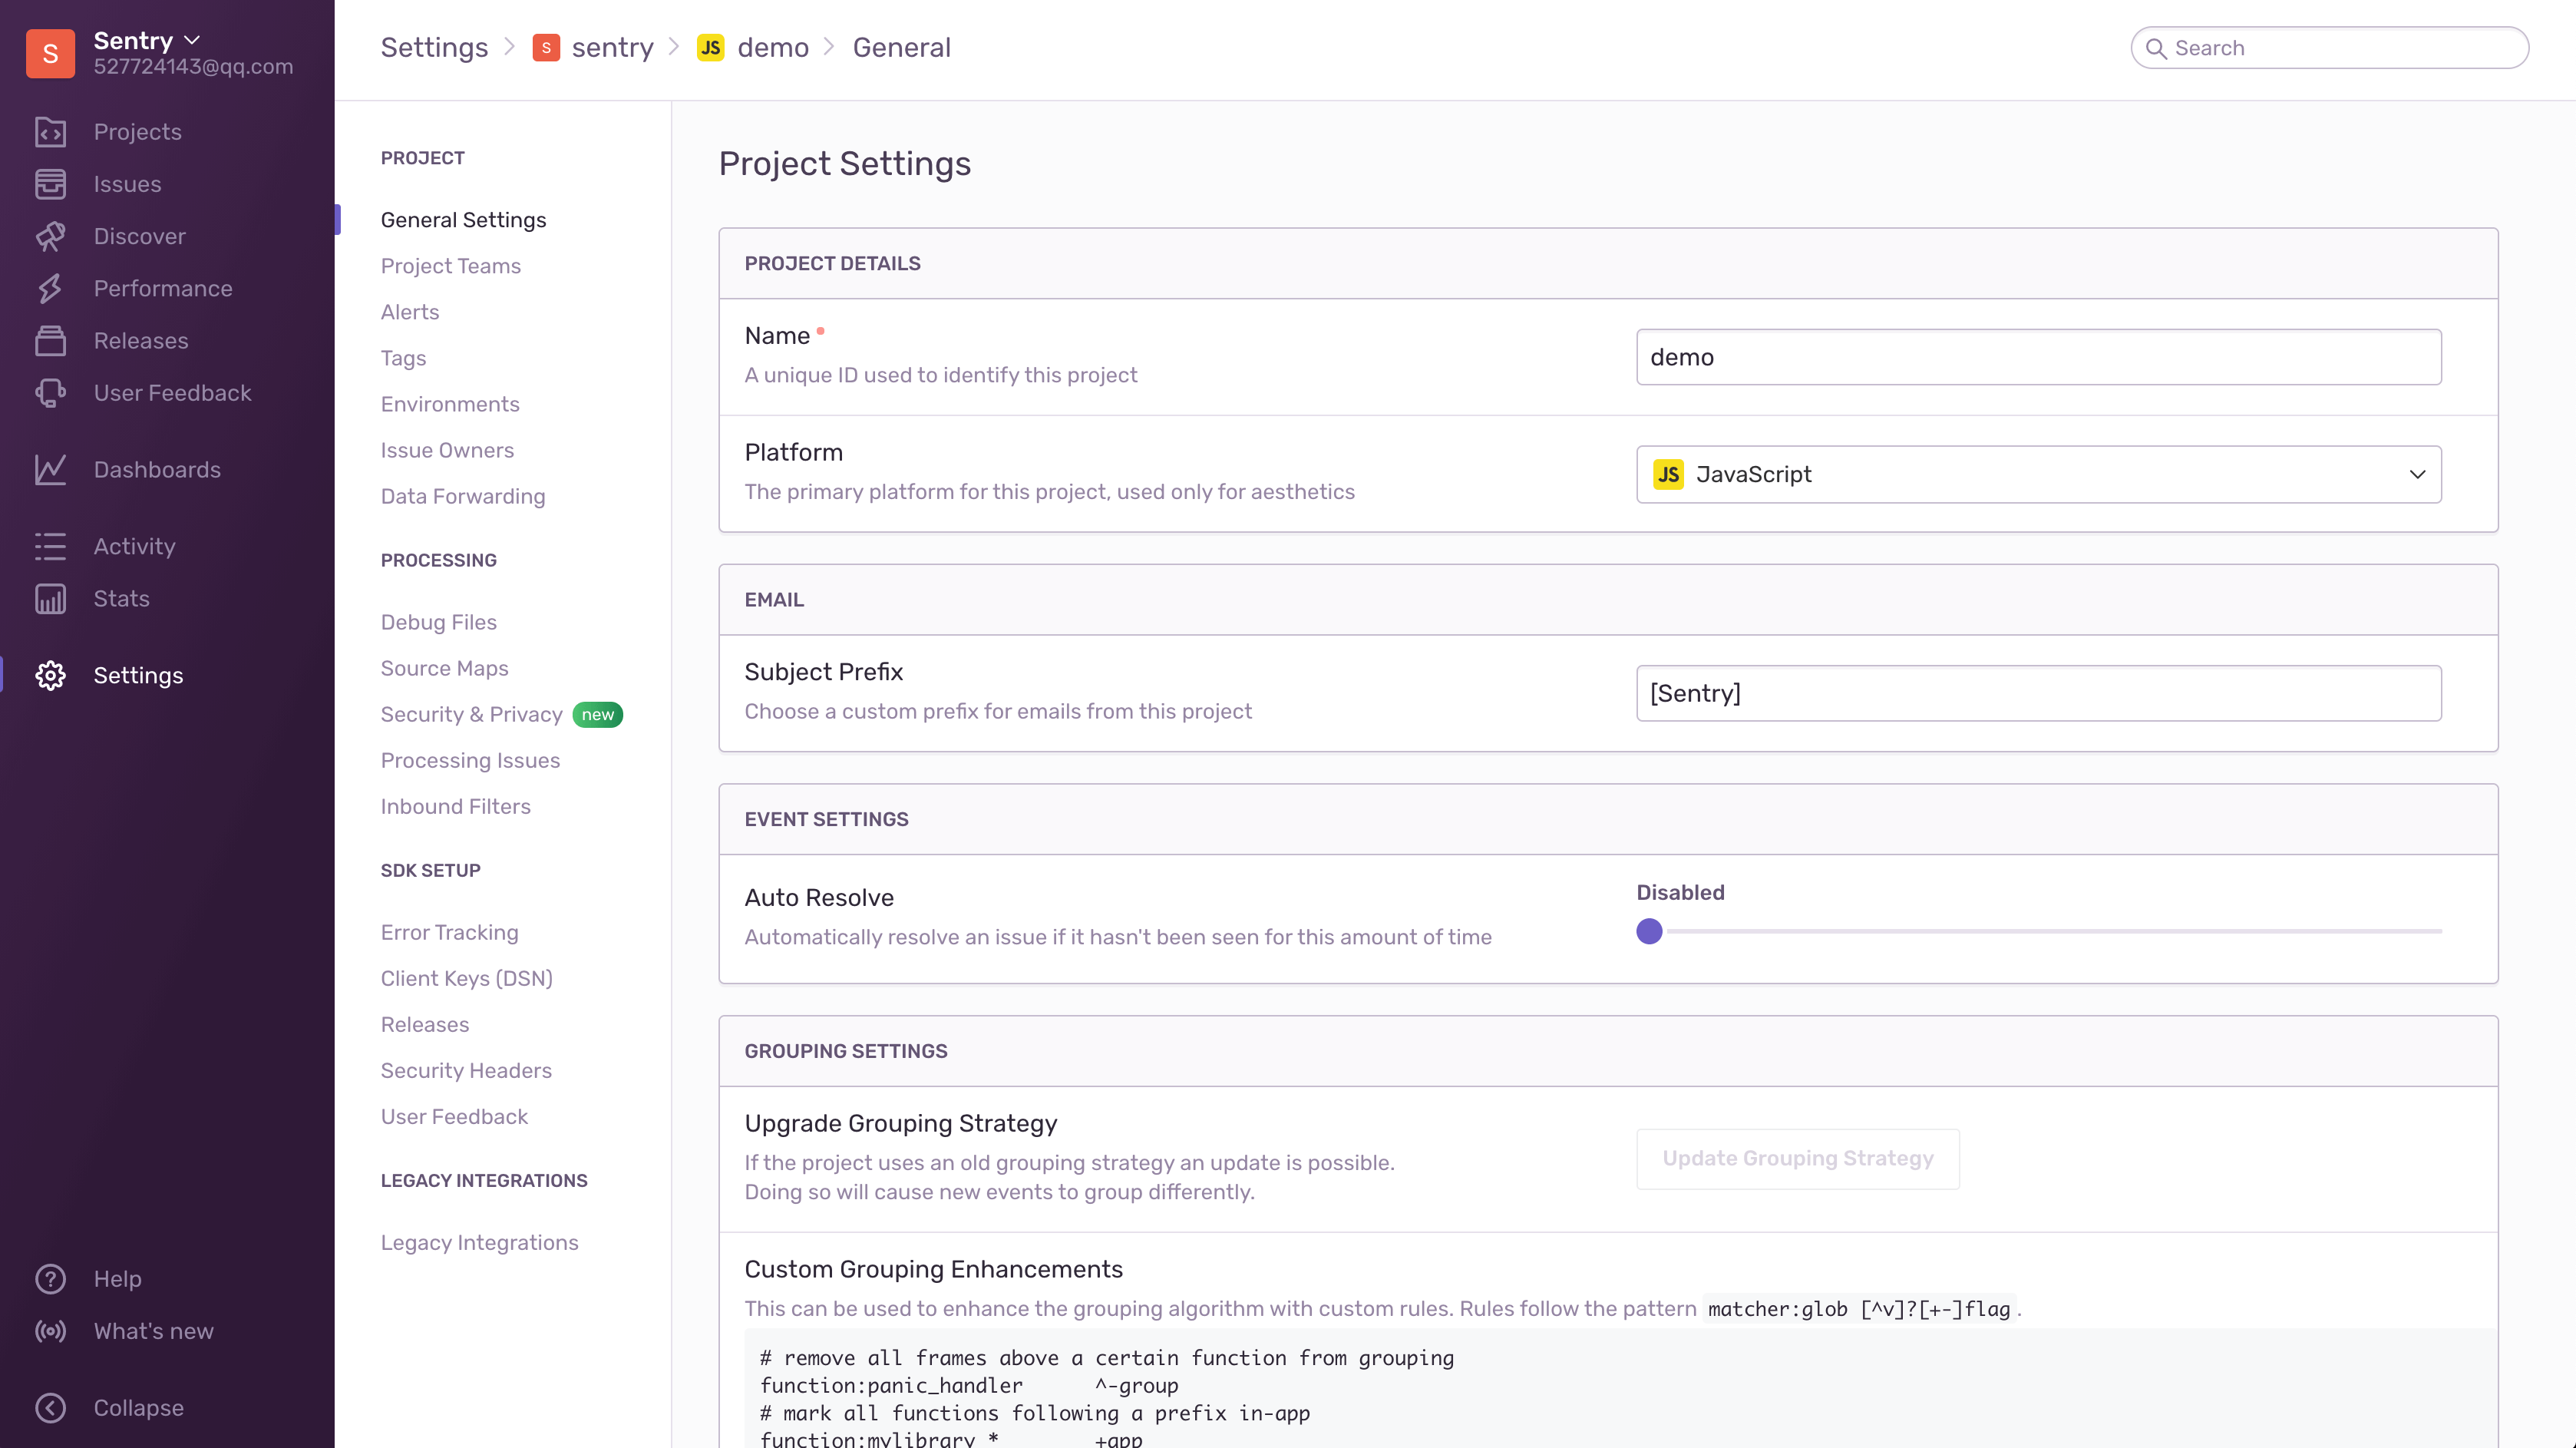 S
Sentry
527724143@qq.com
Projects
Issues
Discover
Performance
Releases
User Feedback
Dashboards
Activity
Stats
Settings
Help
What's new
Collapse
Settings > S sentry > JS demo > General
Search
PROJECT
General Settings
Project Teams
Alerts
Tags
Environments
Issue Owners
Data Forwarding
PROCESSING
Debug Files
Source Maps
Security & Privacy new
Processing Issues
Inbound Filters
SDK SETUP
Error Tracking
Client Keys (DSN)
Releases
Security Headers
User Feedback
LEGACY INTEGRATIONS
Legacy Integrations
Project Settings
PROJECT DETAILS
Name
A unique ID used to identify this project
demo
Platform
The primary platform for this project, used only for aesthetics
JS JavaScript
EMAIL
Subject Prefix
Choose a custom prefix for emails from this project
[Sentry]
EVENT SETTINGS
Auto Resolve
Automatically resolve an issue if it hasn't been seen for this amount of time
Disabled
GROUPING SETTINGS
Upgrade Grouping Strategy
If the project uses an old grouping strategy an update is possible.
Doing so will cause new events to group differently.
Update Grouping Strategy
Custom Grouping Enhancements
This can be used to enhance the grouping algorithm with custom rules. Rules follow the pattern matcher:glob [^v]?[+-]flag.
# remove all frames above a certain function from grouping
function:panic_handler ^-group
# mark all functions following a prefix in-app
function:mylibrary_* +app